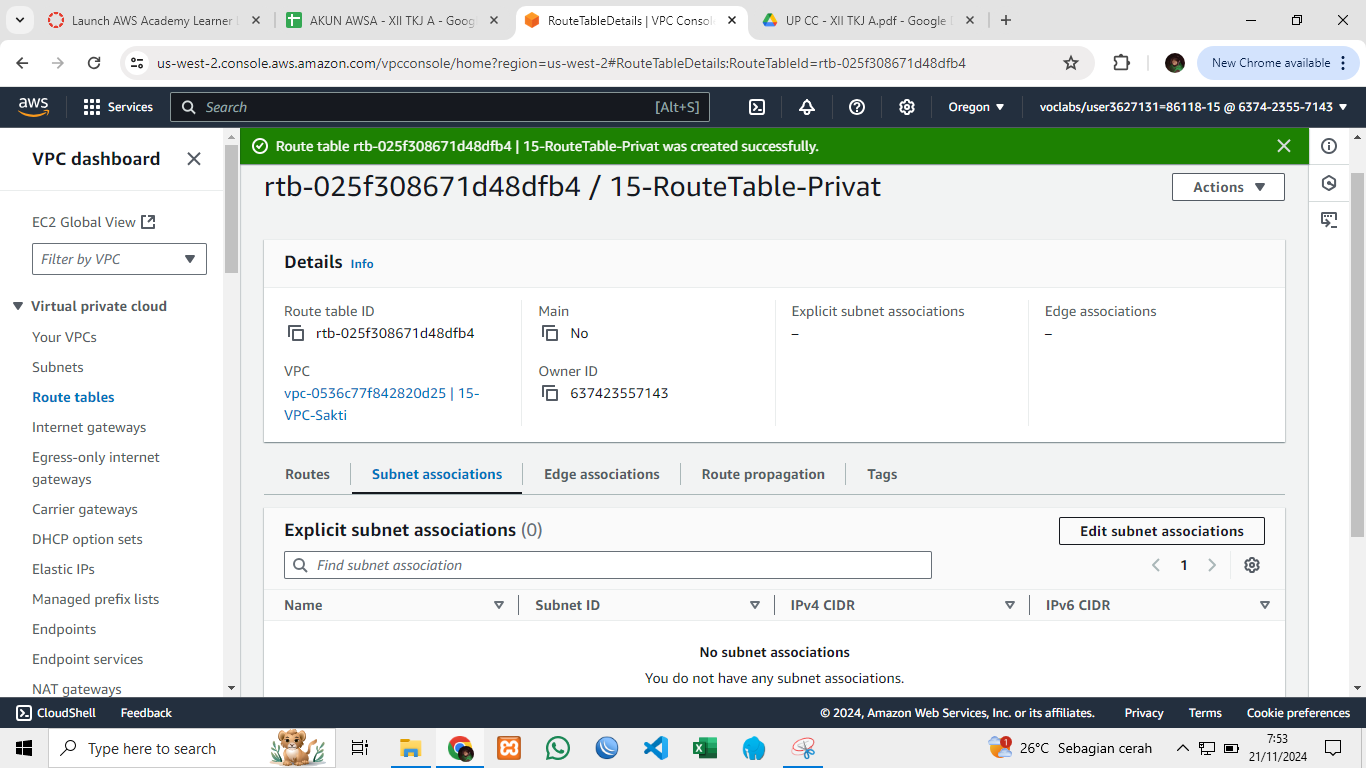 Launch AWS Academy Learner L
AKUN AWSA - XII TKJ A - Goog
RouteTableDetails | VPC Conso
UP CC - XII TKJ A.pdf - Google D
us-west-2.console.aws.amazon.com/vpcconsole/home?region=us-west-2#RouteTableDetails:RouteTableId=rtb-025f308671d48dfb4
New Chrome available
aws
Services
Search
[Alt+S]
Oregon
voclabs/user3627131=86118-15 @ 6374-2355-7143
VPC dashboard
EC2 Global View
Filter by VPC
Virtual private cloud
Your VPCs
Subnets
Route tables
Internet gateways
Egress-only internet
gateways
Carrier gateways
DHCP option sets
Elastic IPs
Managed prefix lists
Endpoints
Endpoint services
NAT gateways
Route table rtb-025f308671d48dfb4 | 15-RouteTable-Privat was created successfully.
rtb-025f308671d48dfb4 / 15-RouteTable-Privat
Actions
Details
Info
Route table ID
rtb-025f308671d48dfb4
Main
No
Explicit subnet associations
–
Edge associations
–
VPC
vpc-0536c77f842820d25 | 15-
VPC-Sakti
Owner ID
637423557143
Routes
Subnet associations
Edge associations
Route propagation
Tags
Explicit subnet associations (0)
Edit subnet associations
Find subnet association
1
Name
Subnet ID
IPv4 CIDR
IPv6 CIDR
No subnet associations
You do not have any subnet associations.
CloudShell
Feedback
© 2024, Amazon Web Services, Inc. or its affiliates.
Privacy
Terms
Cookie preferences
Type here to search
1
26°C Sebagian cerah
7:53
21/11/2024